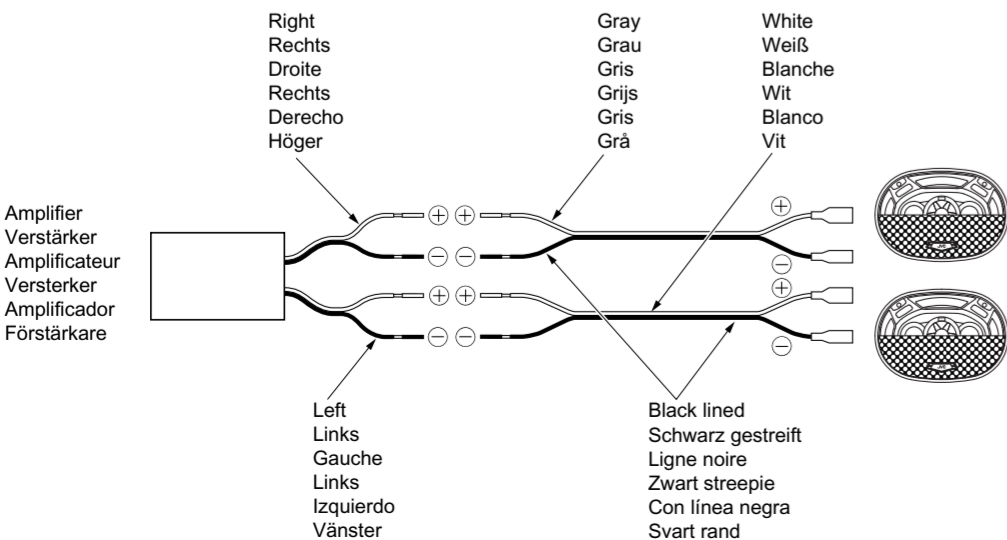 Right
Rechts
Droite
Rechts
Derecho
Höger
Gray
Grau
Gris
Grijs
Gris
Grå
White
Weiß
Blanche
Wit
Blanco
Vit
Amplifier
Verstärker
Amplificateur
Versterker
Amplificador
Förstärkare
+ + +
− − −
+ + +
− − −
JVC
JVC
Left
Links
Gauche
Links
Izquierdo
Vänster
Black lined
Schwarz gestreift
Ligne noire
Zwart streepie
Con línea negra
Svart rand